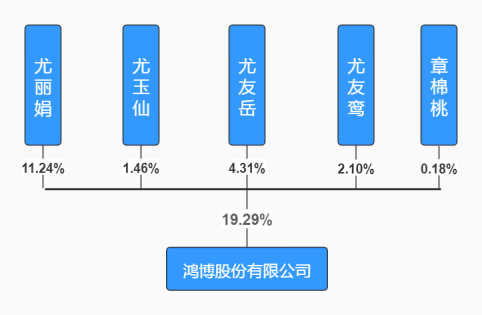 尤丽娟
尤玉仙
尤友岳
尤友鸾
章棉桃
11.24%
1.46%
4.31%
2.10%
0.18%
19.29%
鸿博股份有限公司